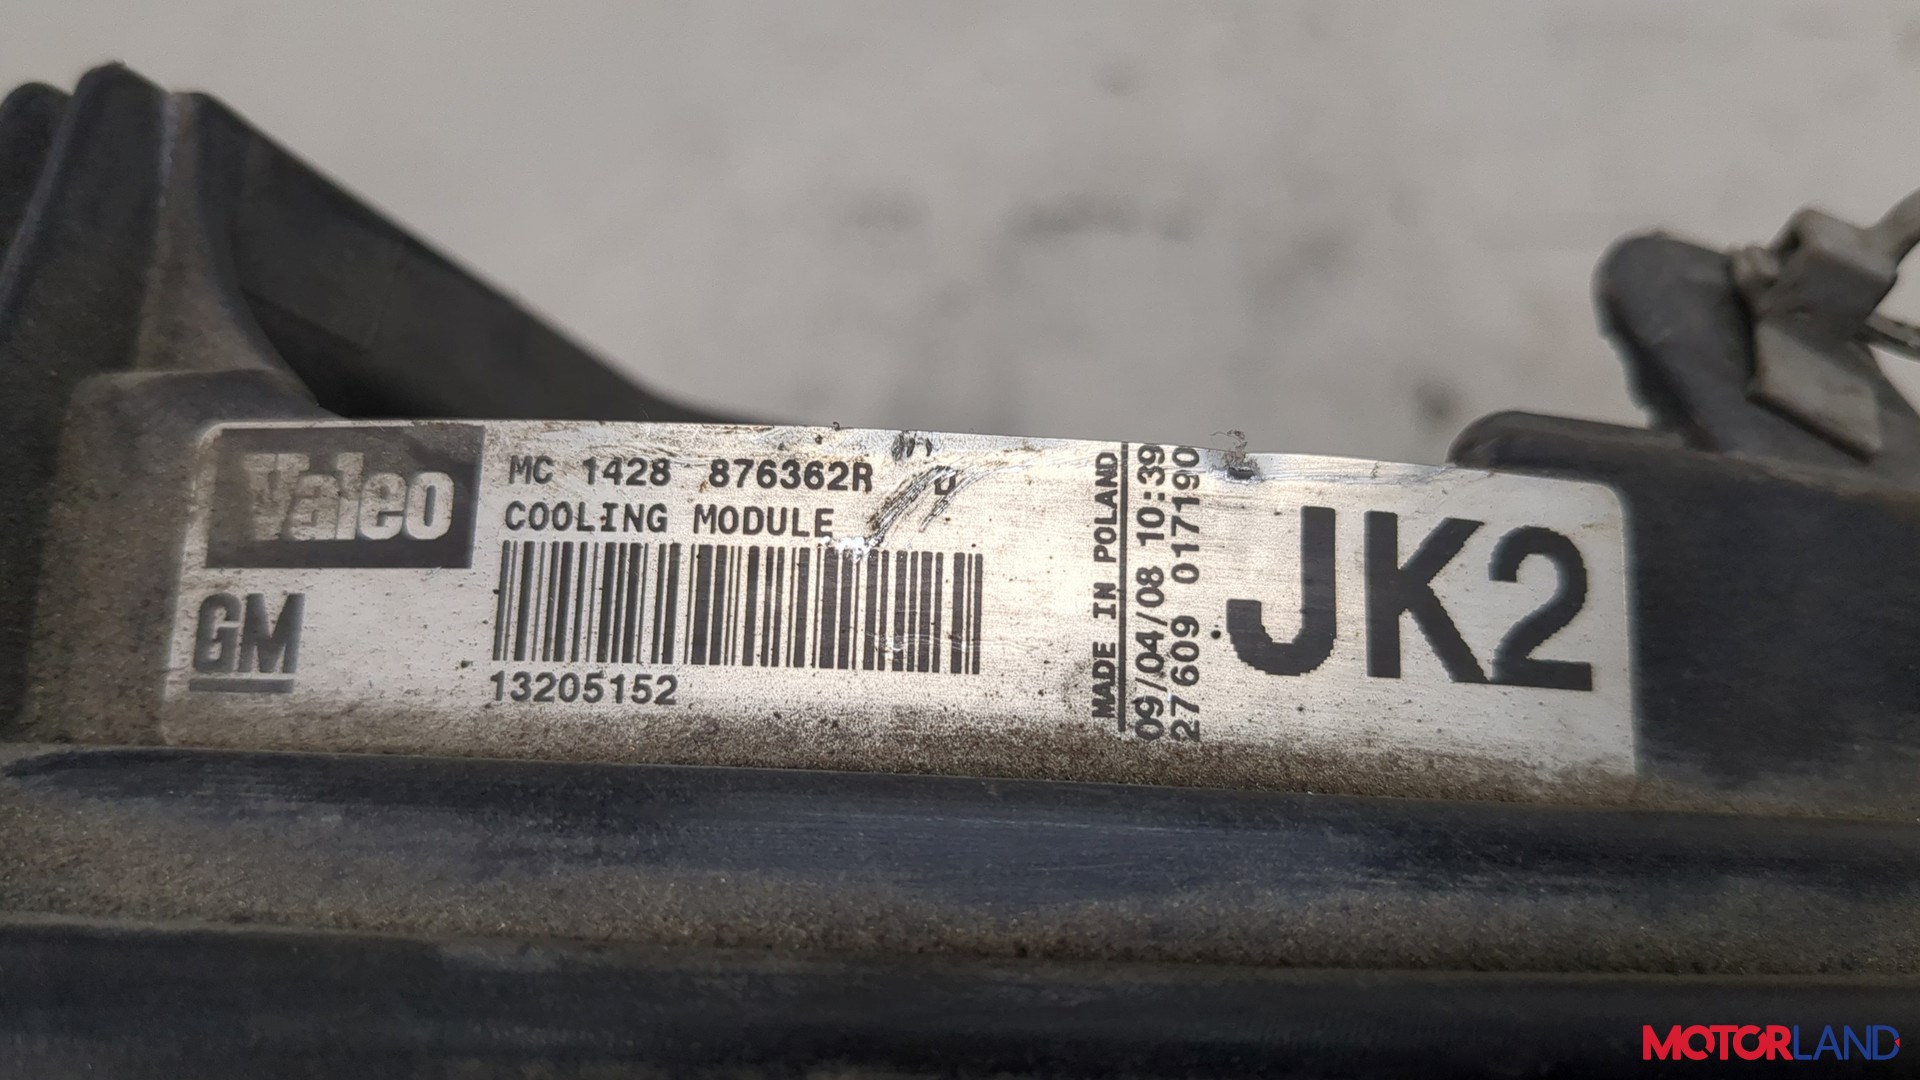 Valeo
GM
MC 1428 876362R D
COOLING MODULE
13205152
MADE IN POLAND
09/04/08 10:39
27609 017190
JK2
MOTORLAND